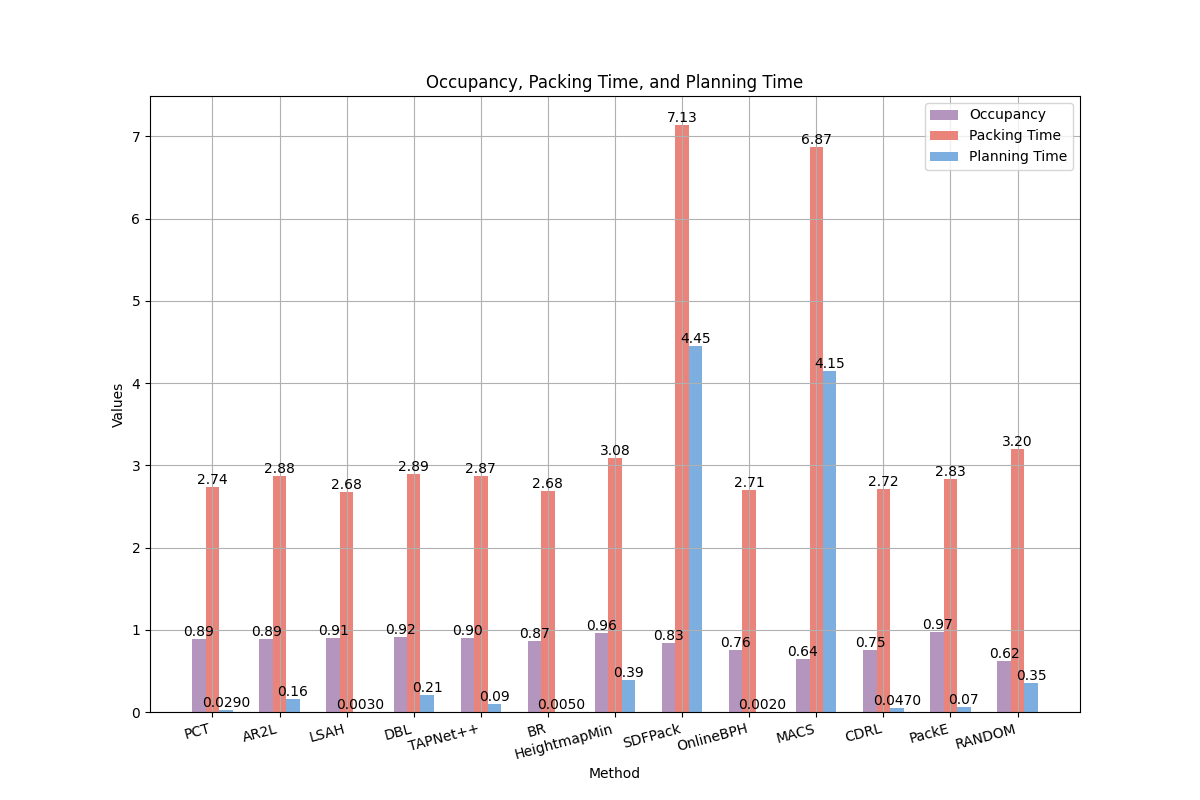 Occupancy, Packing Time, and Planning Time
Occupancy
Packing Time
Planning Time
Values
7
6
5
4
3
2
1
0
0.89 2.74 0.0290
0.89 2.88 0.16
0.91 2.68 0.0030
0.92 2.89 0.21
0.90 2.87 0.09
0.87 2.68 0.0050
0.96 3.08 0.39
0.83 7.13 4.45
0.76 2.71 0.0020
0.64 6.87 4.15
0.75 2.72 0.0470
0.97 2.83 0.07
0.62 3.20 0.35
PCT AR2L LSAH DBL TAPNet++ BR HeightmapMin SDFPack OnlineBPH MACS CDRL PackE RANDOM
Method